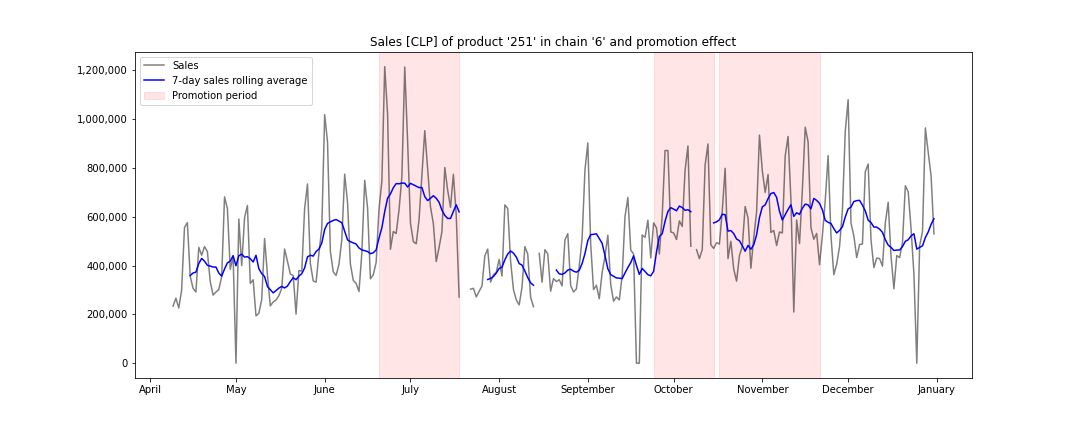 Sales [CLP] of product '251' in chain '6' and promotion effect
Sales
7-day sales rolling average
Promotion period
1,200,000
1,000,000
800,000
600,000
400,000
200,000
0
April May June July August September October November December January